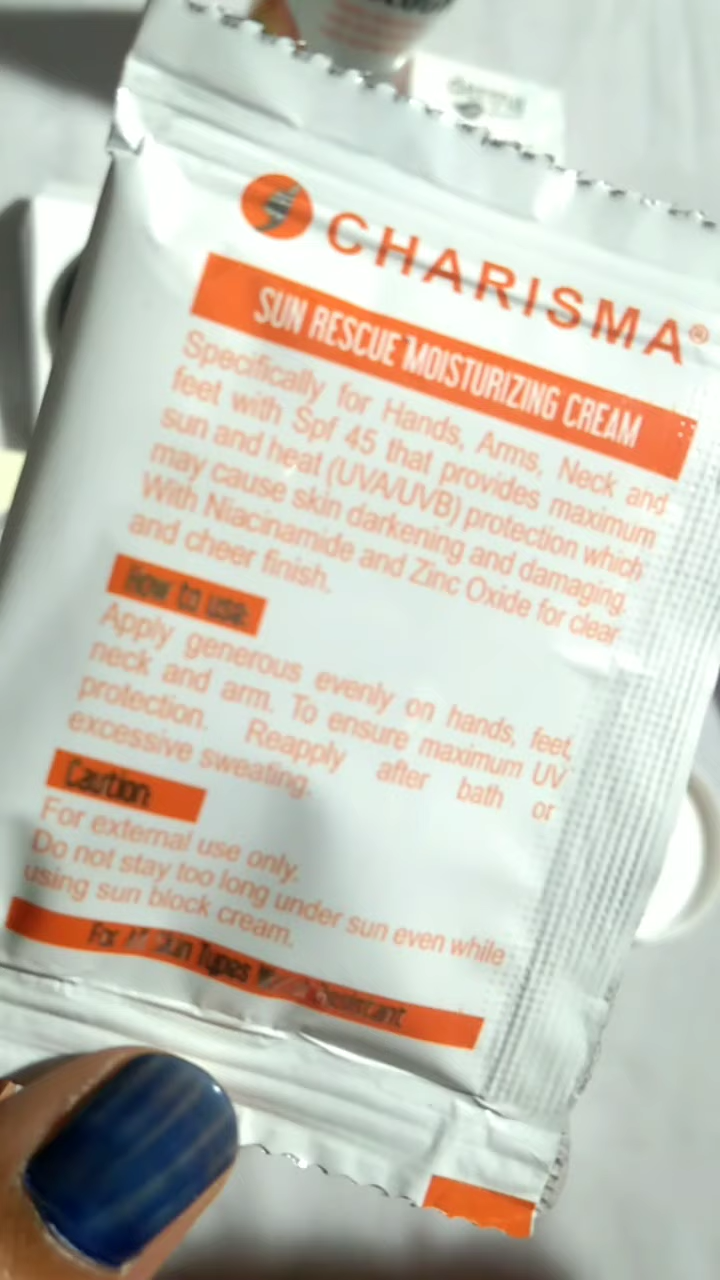 CHARISMA®
SUN RESCUE MOISTURIZING CREAM
Specifically for Hands, Arms, Neck and
feet with Spf 45 that provides maximum
sun and heat (UVA/UVB) protection which
may cause skin darkening and damaging.
With Niacinamide and Zinc Oxide for clear
and cheer finish.
How to use:
Apply generous evenly on hands, feet,
neck and arm. To ensure maximum UV
protection. Reapply after bath or
excessive sweating.
Caution:
For external use only.
Do not stay too long under sun even while
using sun block cream.
For All Skin Types